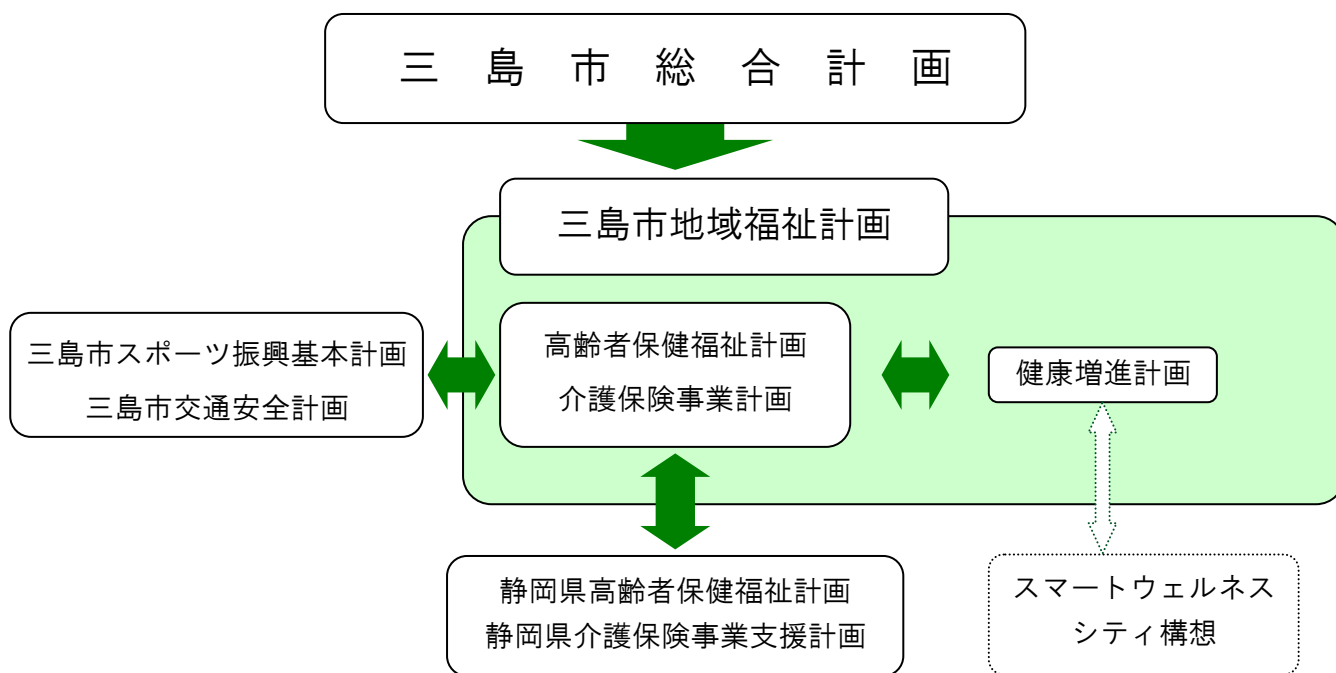 三島市総合計画
三島市地域福祉計画
三島市スポーツ振興基本計画
三島市交通安全計画
高齢者保健福祉計画
介護保険事業計画
健康増進計画
静岡県高齢者保健福祉計画
静岡県介護保険事業支援計画
スマートウェルネス
シティ構想